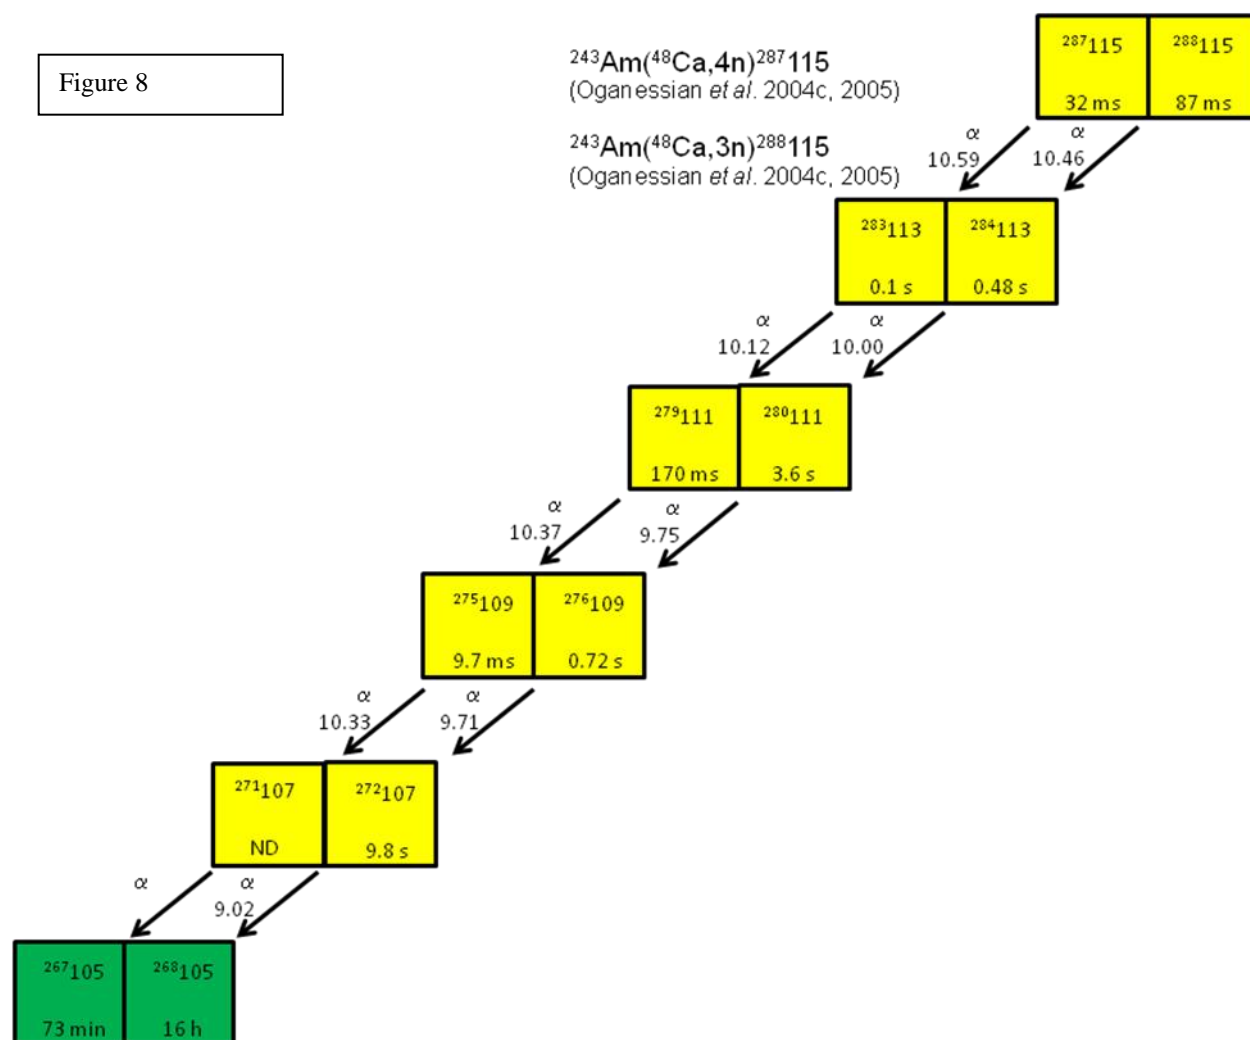 Figure 8
²⁴³Am(⁴⁸Ca,4n)²⁸⁷115
(Oganessian et al. 2004c, 2005)
²⁴³Am(⁴⁸Ca,3n)²⁸⁸115
(Oganessian et al. 2004c, 2005)
²⁸⁷115 ²⁸⁸115
32 ms 87 ms
α α
10.59 10.46
²⁸³113 ²⁸⁴113
0.1 s 0.48 s
α α
10.12 10.00
²⁷⁹111 ²⁸⁰111
170 ms 3.6 s
α α
10.37 9.75
²⁷⁵109 ²⁷⁶109
9.7 ms 0.72 s
α α
10.33 9.71
²⁷¹107 ²⁷²107
ND 9.8 s
α α
9.02
²⁶⁷105 ²⁶⁸105
73 min 16 h